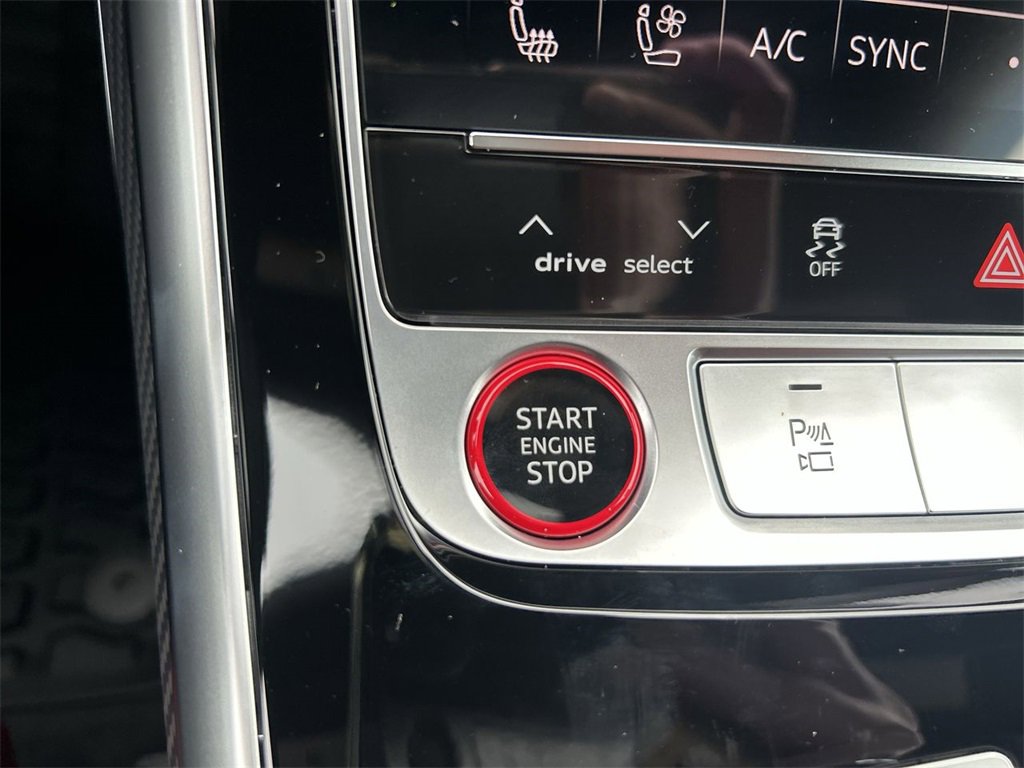 A/C SYNC
drive select
OFF
START
ENGINE
STOP
P